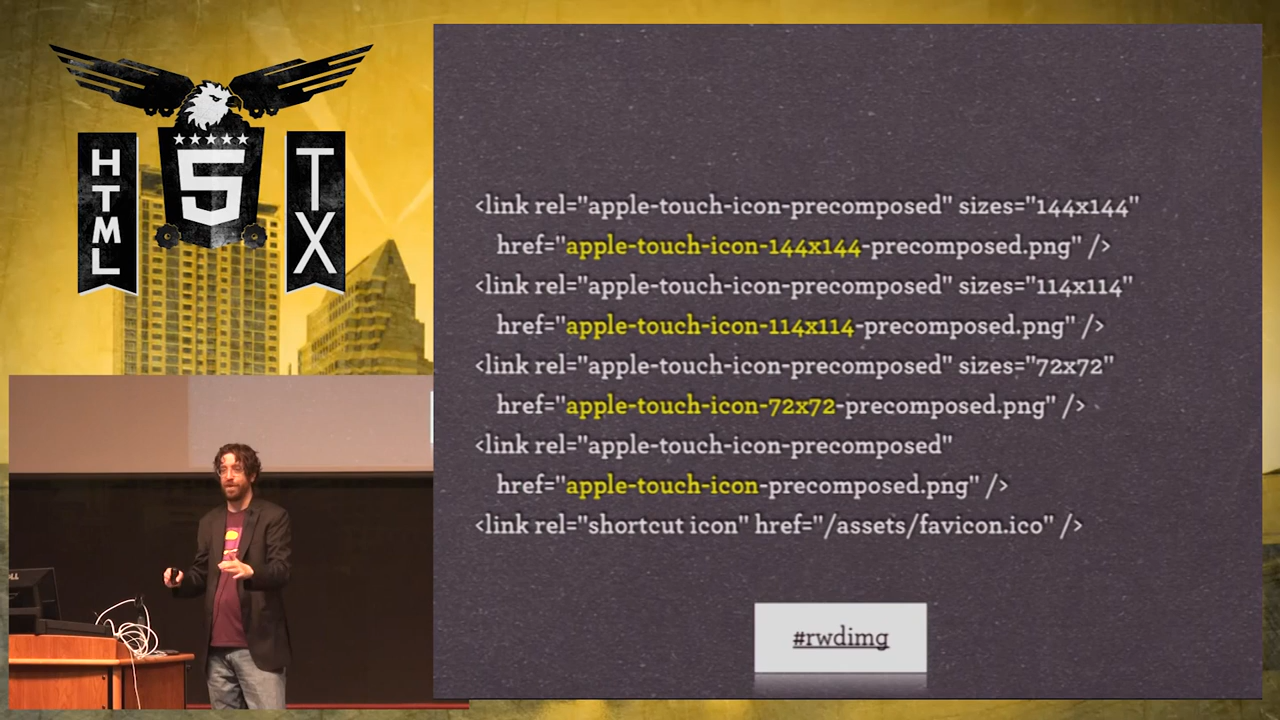 HTML
5
TX
<link rel="apple-touch-icon-precomposed" sizes="144x144"
href="apple-touch-icon-144x144-precomposed.png" />
<link rel="apple-touch-icon-precomposed" sizes="114x114"
href="apple-touch-icon-114x114-precomposed.png" />
<link rel="apple-touch-icon-precomposed" sizes="72x72"
href="apple-touch-icon-72x72-precomposed.png" />
<link rel="apple-touch-icon-precomposed"
href="apple-touch-icon-precomposed.png" />
<link rel="shortcut icon" href="/assets/favicon.ico" />
#rwdimg